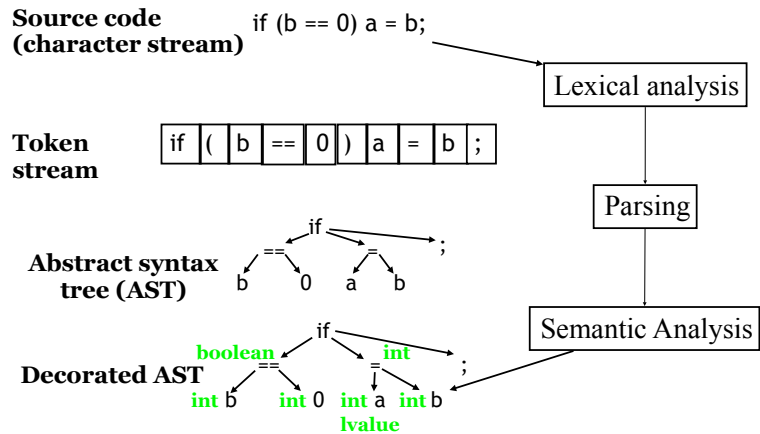 Source code
(character stream)
if (b == 0) a = b;
Lexical analysis
Token
stream
if ( b == 0 ) a = b ;
Parsing
Abstract syntax
tree (AST)
if
== = ;
b 0 a b
Semantic Analysis
Decorated AST
if
boolean int
== = ;
int b int 0 int a int b
lvalue